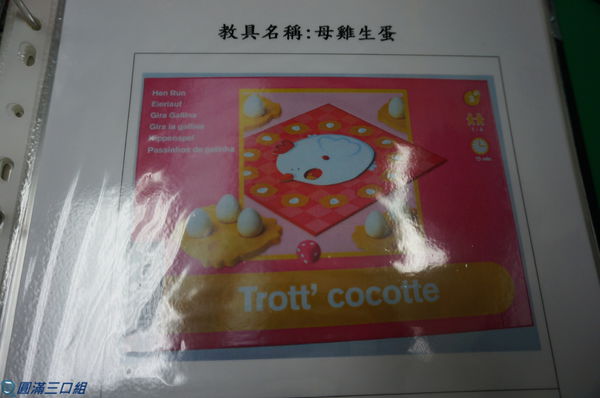 教具名稱:母雞生蛋
Hen Run
Eierlauf
Gira Gallina
Gira la gallina
Kippenspel
Passinhos de galinha
Trott' cocotte
圓滿三口組